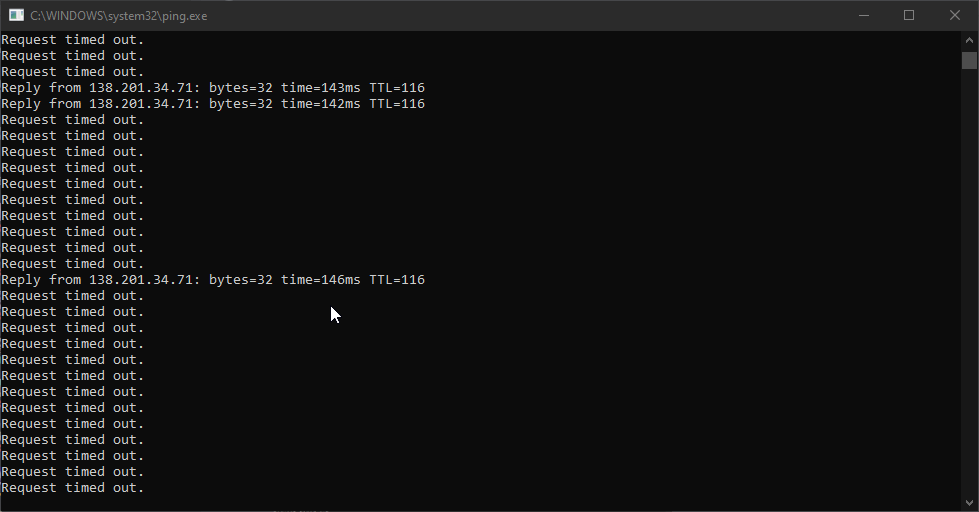 C:\WINDOWS\system32\ping.exe
Request timed out.
Request timed out.
Request timed out.
Reply from 138.201.34.71: bytes=32 time=143ms TTL=116
Reply from 138.201.34.71: bytes=32 time=142ms TTL=116
Request timed out.
Request timed out.
Request timed out.
Request timed out.
Request timed out.
Request timed out.
Request timed out.
Request timed out.
Request timed out.
Request timed out.
Reply from 138.201.34.71: bytes=32 time=146ms TTL=116
Request timed out.
Request timed out.
Request timed out.
Request timed out.
Request timed out.
Request timed out.
Request timed out.
Request timed out.
Request timed out.
Request timed out.
Request timed out.
Request timed out.
Request timed out.